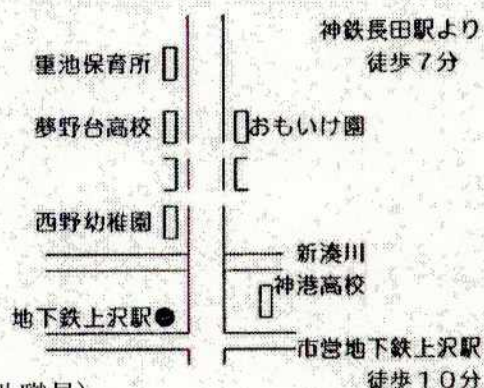 神鉄長田駅より
徒歩7分
重池保育所
夢野台高校
おもいけ園
西野幼稚園
新湊川
神港高校
地下鉄上沢駅
市営地下鉄上沢駅
徒歩10分